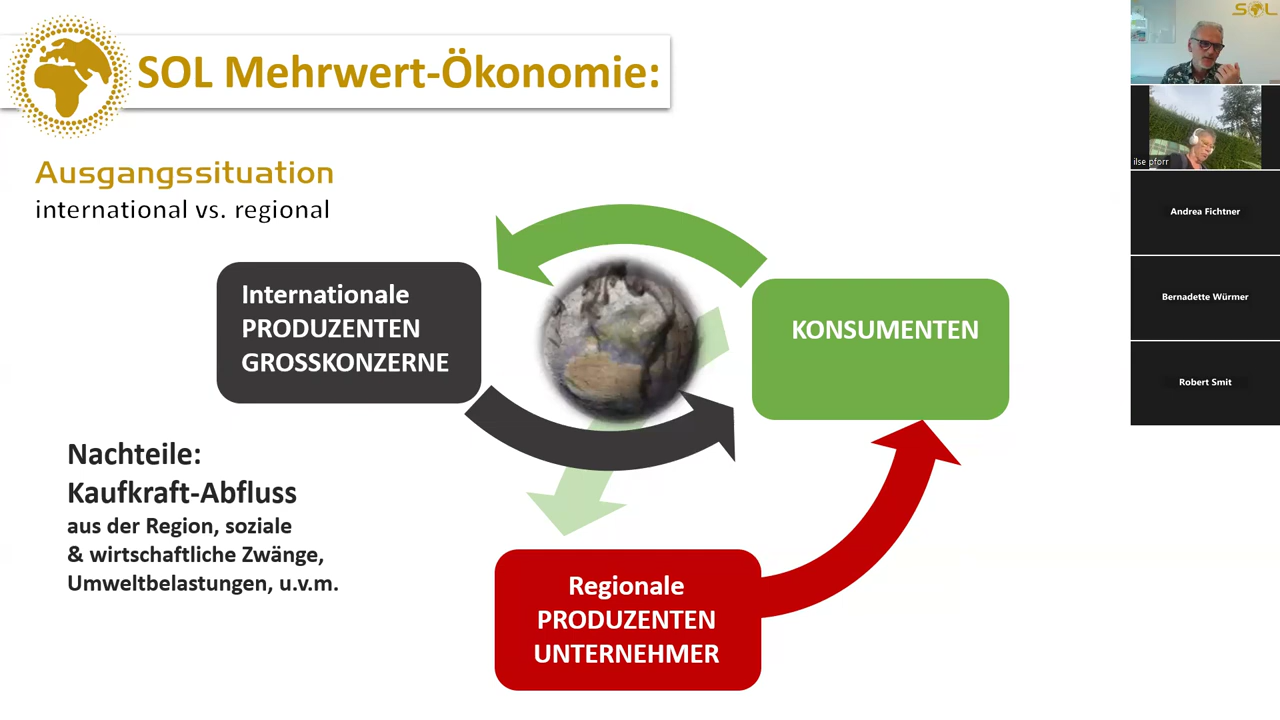 SOL Mehrwert-Ökonomie:
Ausgangssituation
international vs. regional
Internationale
PRODUZENTEN
GROSSKONZERNE
KONSUMENTEN
Nachteile:
Kaufkraft-Abfluss
aus der Region, soziale
& wirtschaftliche Zwänge,
Umweltbelastungen, u.v.m.
Regionale
PRODUZENTEN
UNTERNEHMER
SOL
ilse pforr
Andrea Fichtner
Bernadette Würmer
Robert Smit